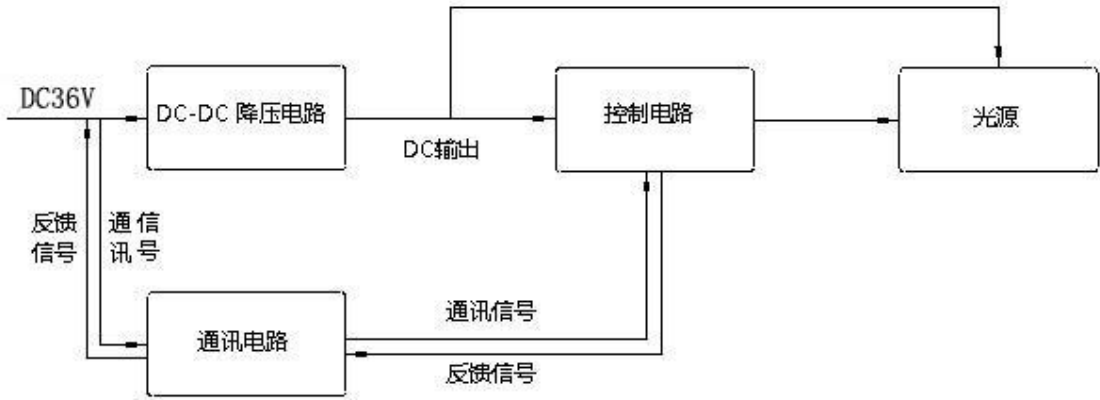 DC36V
DC-DC 降压电路
控制电路
光源
DC输出
反馈
信号
通 信
讯 号
通讯电路
通讯信号
反馈信号